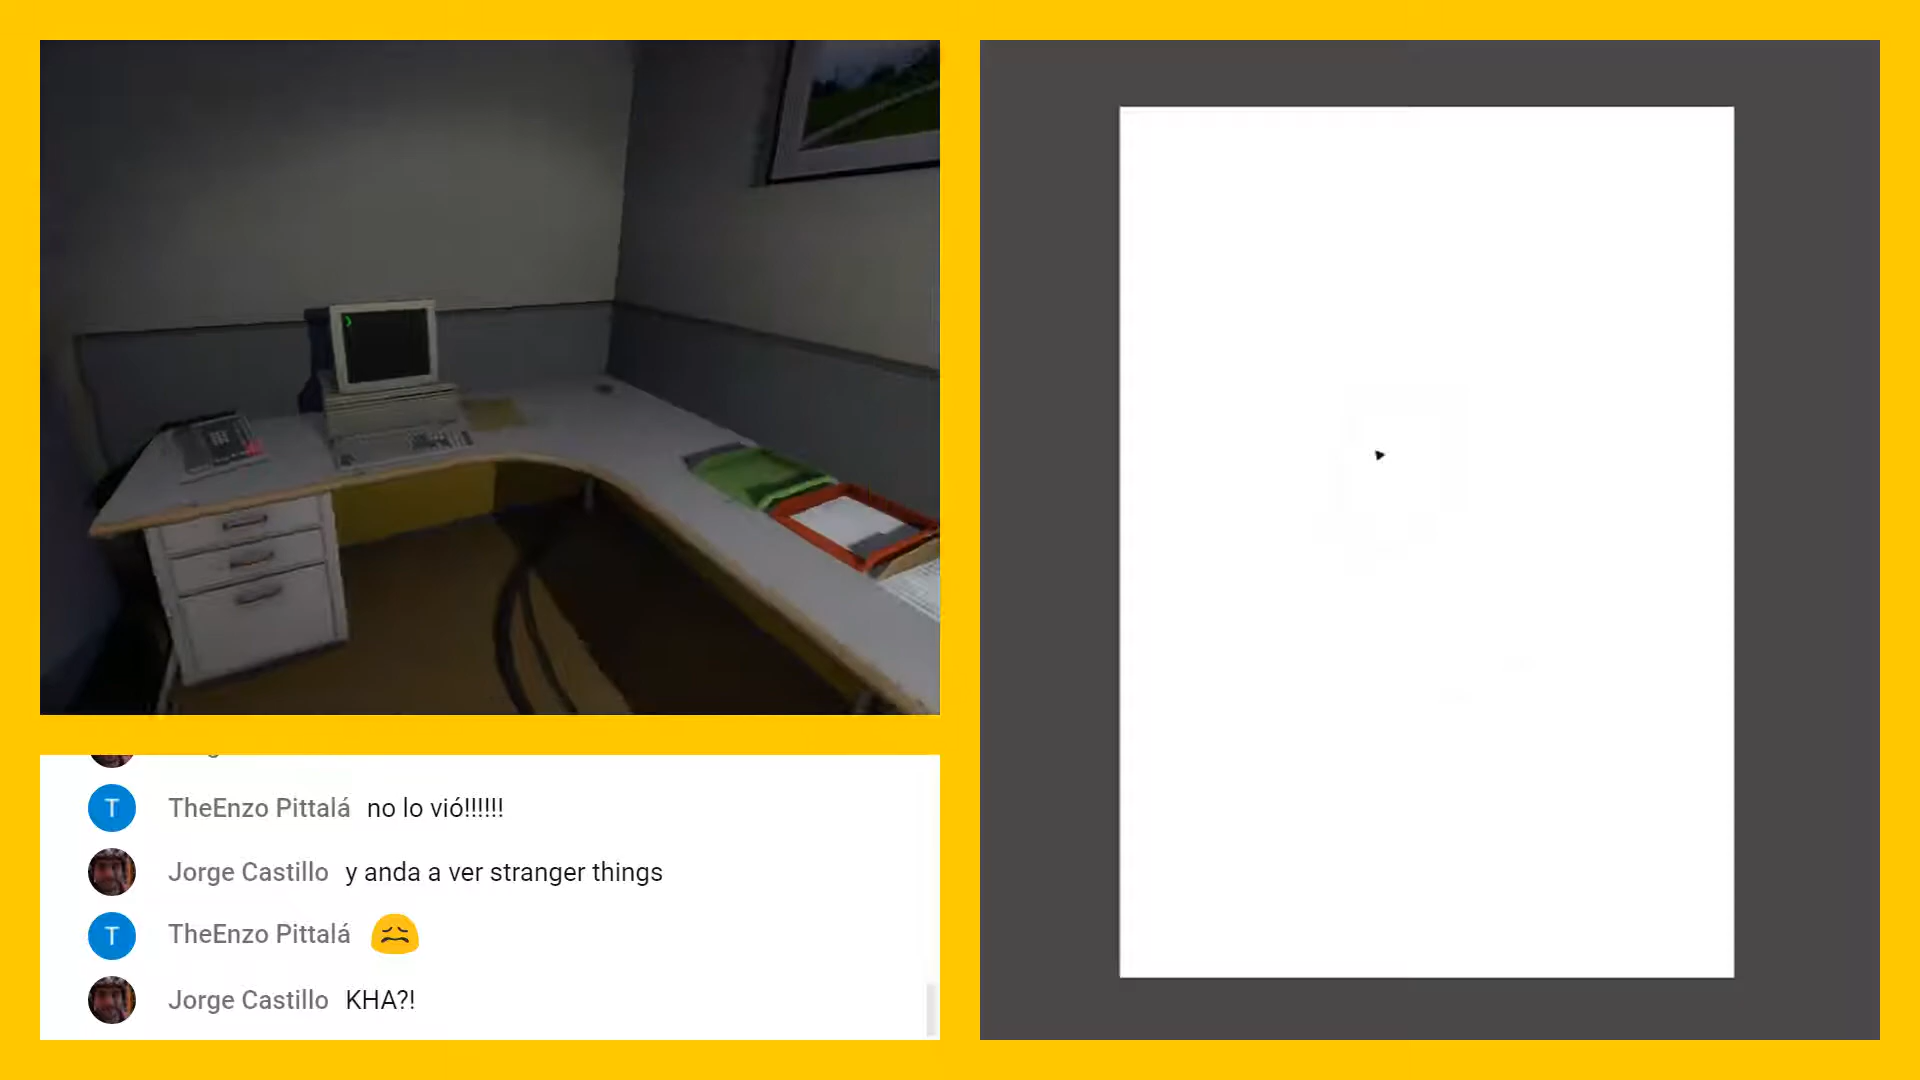 TheEnzo Pittalá no lo vió!!!!!!
Jorge Castillo y anda a ver stranger things
TheEnzo Pittalá
Jorge Castillo KHA?!
T
T